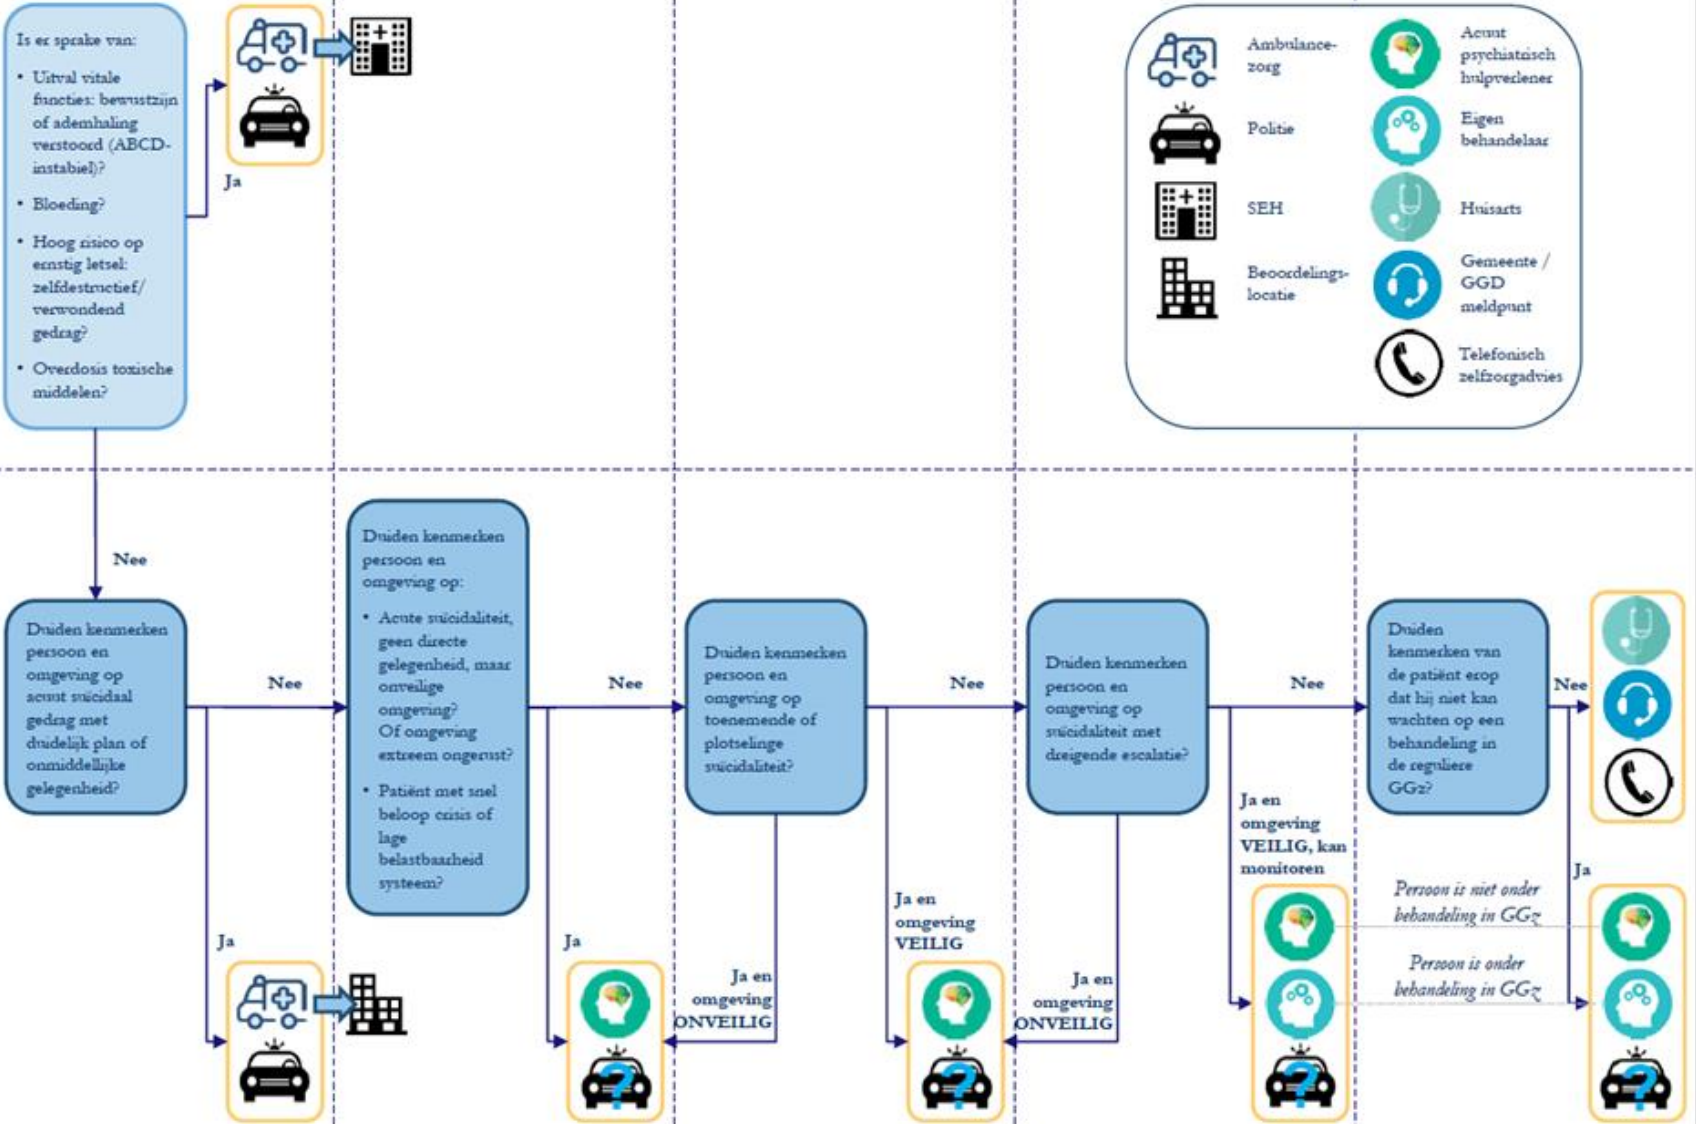 Is er sprake van:
• Uitval vitale
functies: bewustzijn
of ademhaling
verstoord (ABCD-
instabiel)?
• Bloeding?
• Hoog risico op
ernstig letsel:
zelfdestructief/
verwondend
gedrag?
• Overdosis toxische
middelen?
Ja
Ambulance-
zorg
Politie
SEH
Beoordelings-
locatie
Acuut
psychiatrisch
hulpverlener
Eigen
behandelaar
Huisarts
Gemeente /
GGD
meldpunt
Telefonisch
zelfzorgadvies
Nee
Duiden kenmerken
persoon en
omgeving op
acuut suïcidaal
gedrag met
duidelijk plan of
onmiddellijke
gelegenheid?
Nee
Ja
Duiden kenmerken
persoon en
omgeving op:
• Acute suïcidaliteit,
geen directe
gelegenheid, maar
onveilige
omgeving?
Of omgeving
extreem ongerust?
• Patiënt met snel
beloop crisis of
lage
belastbaarheid
systeem?
Nee
Ja
?
Duiden kenmerken
persoon en
omgeving op
toenemende of
plotselinge
suïcidaliteit?
Nee
Ja en
omgeving
ONVEILIG
Ja en
omgeving
VEILIG
?
Duiden kenmerken
persoon en
omgeving op
suïcidaliteit met
dreigende escalatie?
Nee
Ja en
omgeving
ONVEILIG
Ja en
omgeving
VEILIG, kan
monitoren
?
Duiden
kenmerken van
de patiënt erop
dat hij niet kan
wachten op een
behandeling in
de reguliere
GGz?
Nee
Ja
Persoon is niet onder
behandeling in GGz
Persoon is onder
behandeling in GGz
?